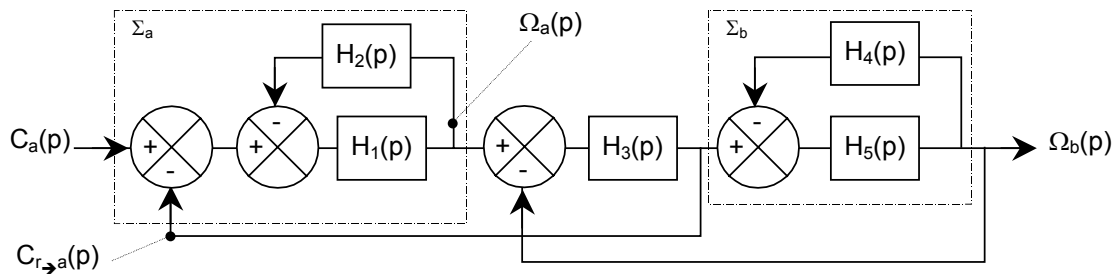 Σa
Ωa(p)
Σb
H2(p)
H4(p)
-
-
Ca(p)
+
-
+
H1(p)
+
-
H3(p)
+
H5(p)
Ωb(p)
Cr→a(p)